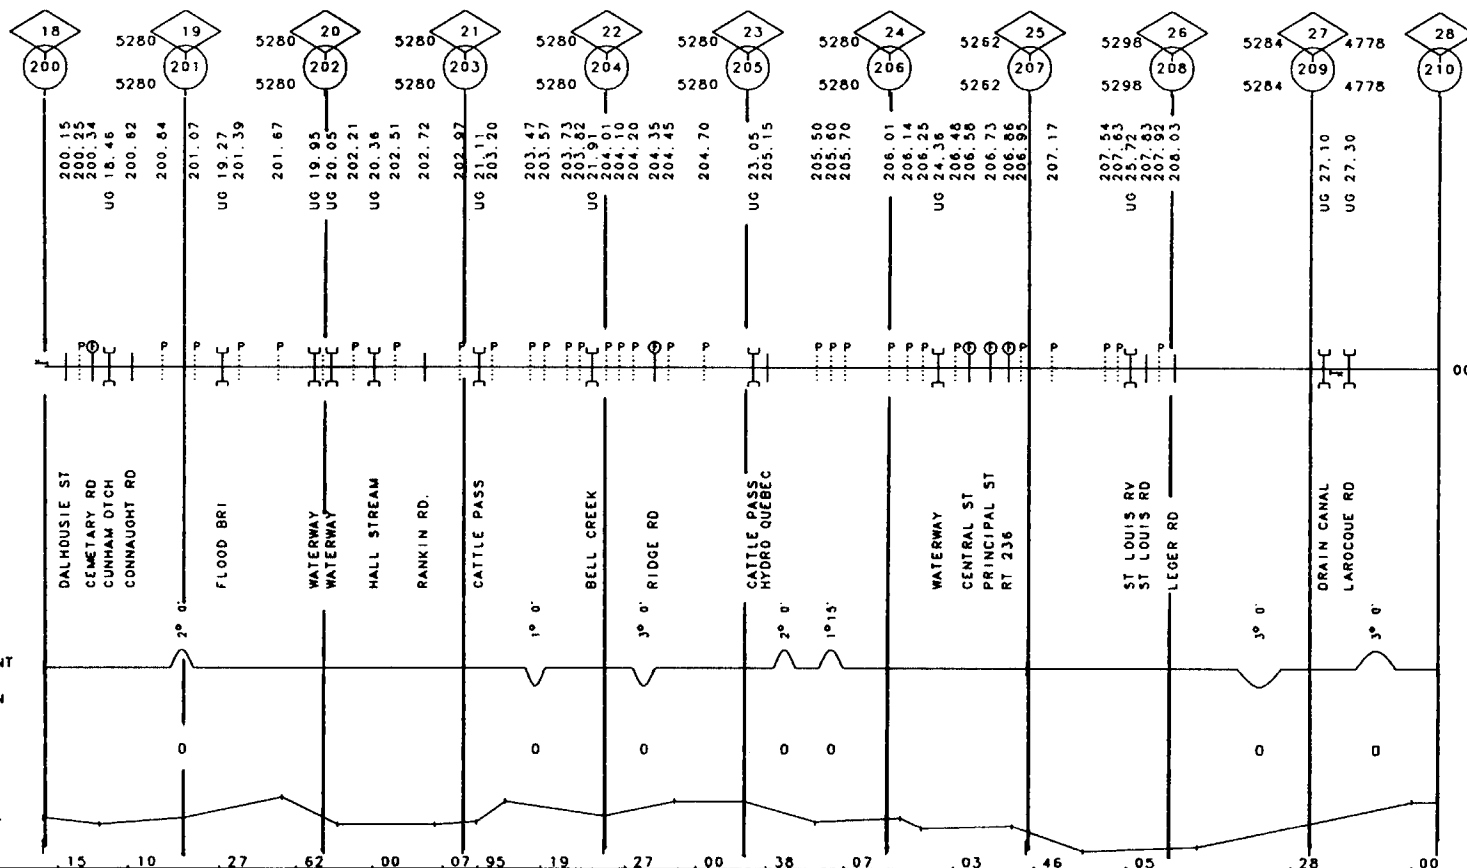 18 19 20 21 22 23 24 25 26 27 28
5280 5280 5280 5280 5280 5280 5262 5298 5284 4778
200 201 202 203 204 205 206 207 208 209 210
5280 5280 5280 5280 5280 5280 5262 5298 5284 4778
200.15
200.25
200.34
UG 18.46
200.62
200.84
201.07
UG 19.27
201.39
201.67
UG 19.95
UG 20.05
202.21
UG 20.36
202.51
202.72
202.97
UG 21.11
203.20
203.47
203.57
203.73
203.82
UG 21.91
204.01
204.10
204.20
204.35
204.45
204.70
UG 23.05
205.15
205.50
205.60
205.70
206.01
206.14
206.25
UG 24.36
206.48
206.58
206.73
206.86
206.95
207.17
207.54
207.63
UG 25.72
207.83
207.92
208.03
UG 27.10
UG 27.30
P P P P P P P P P P P P P P P P P P P P P P P P P P P P P P P P P
DALHOUSIE ST
CEMETARY RD
CUNHAM DTCH
CONNAUGHT RD
FLOOD BRI
WATERWAY
WATERWAY
HALL STREAM
RANKIN RD.
CATTLE PASS
BELL CREEK
RIDGE RD
CATTLE PASS
HYDRO QUEBEC
WATERWAY
CENTRAL ST
PRINCIPAL ST
RT 236
ST LOUIS RV
ST LOUIS RD
LEGER RD
DRAIN CANAL
LAROCQUE RD
2° 0' 1° 0' 3° 0' 2° 0' 1° 15' 3° 0' 3° 0'
NT
N
0 0 0 0 0 0 0
.15 .10 .27 .62 .00 .07 .95 .19 .27 .00 .38 .07 .03 .46 .05 .28 .00